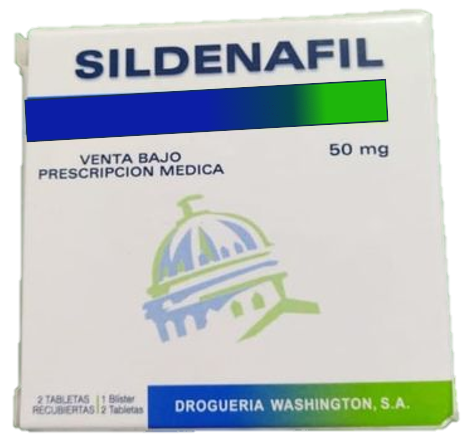 SILDENAFIL
50 mg
VENTA BAJO
PRESCRIPCION MEDICA
2 TABLETAS
RECUBIERTAS
1 Blister
2 Tabletas
DROGUERIA WASHINGTON, S.A.